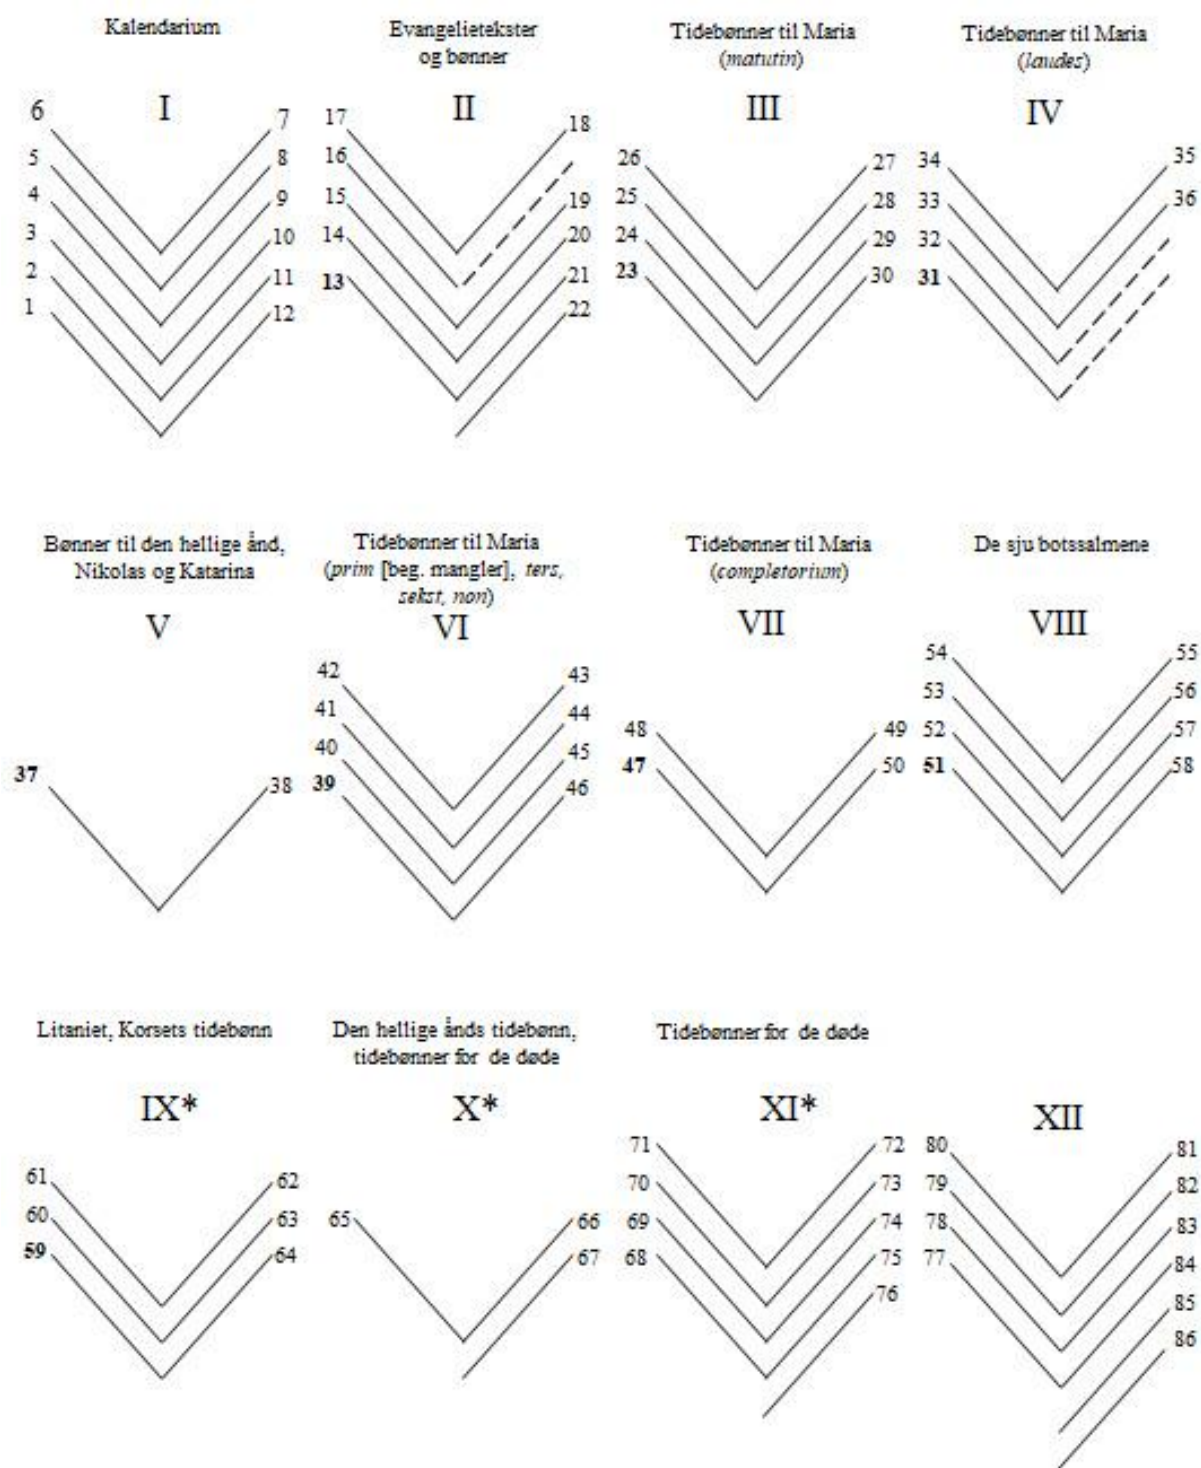 Kalendarium
I
6
5
4
3
2
1
7
8
9
10
11
12
Evangelietekster
og bønner
II
17
16
15
14
13
18
19
20
21
22
Tidebønner til Maria
(matutin)
III
26
25
24
23
27
28
29
30
Tidebønner til Maria
(laudes)
IV
34
33
32
31
35
36
Bønner til den hellige ånd,
Nikolas og Katarina
V
37
38
Tidebønner til Maria
(prim [beg. mangler], ters,
sekst, non)
VI
42
41
40
39
43
44
45
46
Tidebønner til Maria
(completorium)
VII
48
47
49
50
De sju botssalmene
VIII
54
53
52
51
55
56
57
58
Litaniet, Korsets tidebønn
IX*
61
60
59
62
63
64
Den hellige ånds tidebønn,
tidebønner for de døde
X*
65
66
67
Tidebønner for de døde
XI*
71
70
69
68
72
73
74
75
76
XII
80
79
78
77
81
82
83
84
85
86